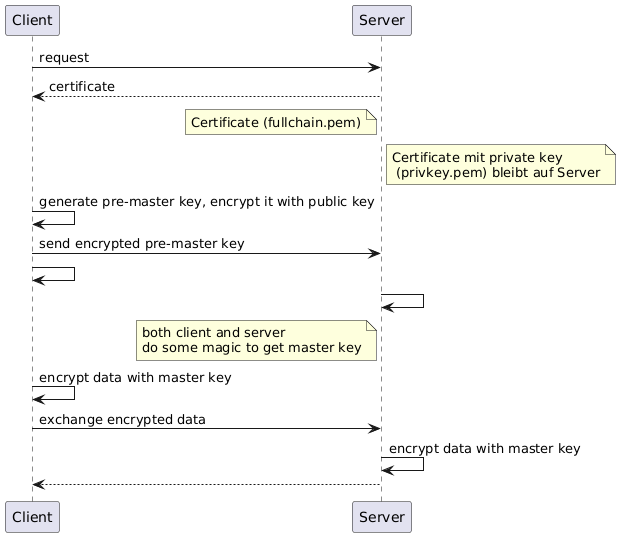 Client
Server
request
certificate
Certificate (fullchain.pem)
Certificate mit private key
(privkey.pem) bleibt auf Server
generate pre-master key, encrypt it with public key
send encrypted pre-master key
both client and server
do some magic to get master key
encrypt data with master key
exchange encrypted data
encrypt data with master key
Client
Server